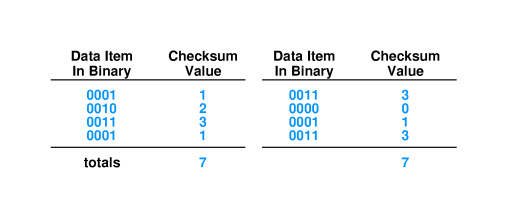 Data Item Checksum Data Item Checksum
In Binary Value In Binary Value
0001 1 0011 3
0010 2 0000 0
0011 3 0001 1
0001 1 0011 3
totals 7 7